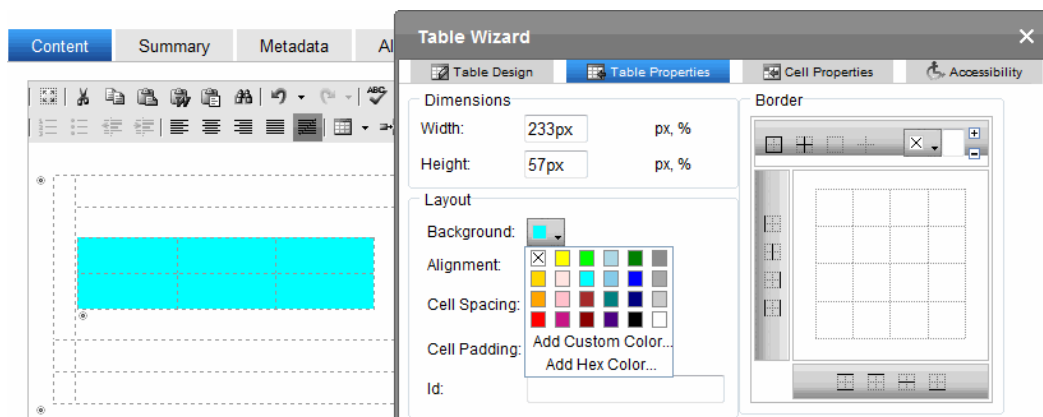 Table Wizard
Content
Summary
Metadata
Al
Table Design
Table Properties
Cell Properties
Accessibility
ABC
Dimensions
Width:
233px
px, %
Height:
57px
px, %
Layout
Background:
Alignment:
Cell Spacing:
Cell Padding:
Add Custom Color...
Add Hex Color...
Id:
Border